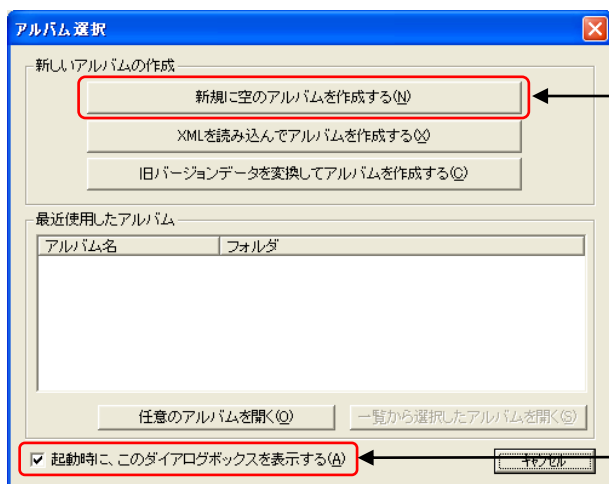 アルバム選択
新しいアルバムの作成
新規に空のアルバムを作成する(N)
XMLを読み込んでアルバムを作成する(X)
旧バージョンデータを変換してアルバムを作成する(C)
最近使用したアルバム
アルバム名 フォルダ
任意のアルバムを開く(O) 一覧から選択したアルバムを開く(S)
起動時に、このダイアログボックスを表示する(A) キャンセル